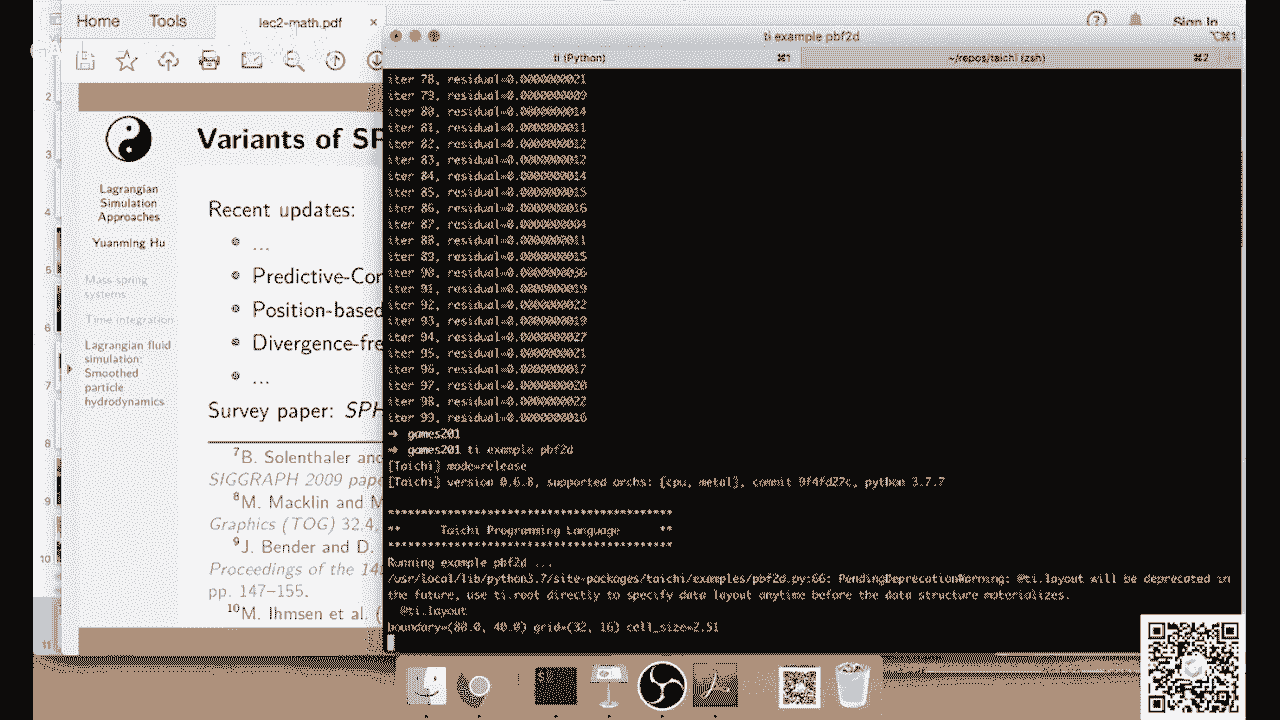 Home Tools lec2-math.pdf × Sign In
ti example pbf2d ⌥⌘1
ti (Python) ⌘1 ~/repos/taichi (zsh) ⌘2
2
3
4
5
6
7
8
9
10
11
Lagrangian
Simulation
Approaches
Yuanming Hu
Mass-spring
systems
Time integration
Lagrangian fluid
simulation:
Smoothed
particle
hydrodynamics
Variants of SP
Recent updates:
• ...
• Predictive-Cor
• Position-based
• Divergence-fre
• ...
Survey paper: SPH
7B. Solenthaler and
SIGGRAPH 2009 pape
8M. Macklin and M
Graphics (TOG) 32.4,
9J. Bender and D.
Proceedings of the 14
pp. 147–155.
10M. Ihmsen et al. (
iter 78, residual=0.0000000021
iter 79, residual=0.0000000009
iter 80, residual=0.0000000014
iter 81, residual=0.0000000011
iter 82, residual=0.0000000012
iter 83, residual=0.0000000012
iter 84, residual=0.0000000014
iter 85, residual=0.0000000015
iter 86, residual=0.0000000016
iter 87, residual=0.0000000004
iter 88, residual=0.0000000011
iter 89, residual=0.0000000015
iter 90, residual=0.0000000036
iter 91, residual=0.0000000019
iter 92, residual=0.0000000022
iter 93, residual=0.0000000019
iter 94, residual=0.0000000027
iter 95, residual=0.0000000021
iter 96, residual=0.0000000017
iter 97, residual=0.0000000020
iter 98, residual=0.0000000022
iter 99, residual=0.0000000016
➜ games201
➜ games201 ti example pbf2d
[Taichi] mode=release
[Taichi] version 0.6.8, supported archs: [cpu, metal], commit 9f4fd27c, python 3.7.7
*******************************************
** Taichi Programming Language **
*******************************************
Running example pbf2d ...
/usr/local/lib/python3.7/site-packages/taichi/examples/pbf2d.py:66: PendingDeprecationWarning: @ti.layout will be deprecated in
the future, use ti.root directly to specify data layout anytime before the data structure materializes.
@ti.layout
boundary=(80.0, 40.0) grid=(32, 16) cell_size=2.51